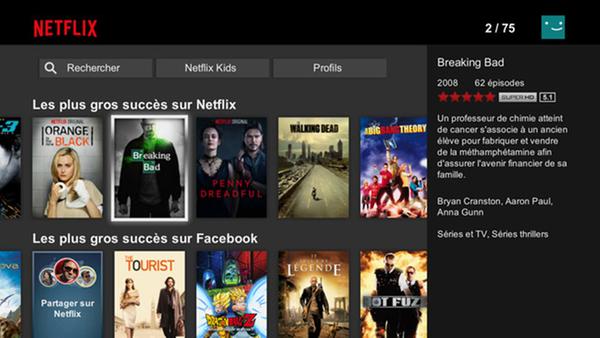 NETFLIX
2 / 75
Rechercher
Netflix Kids
Profils
Les plus gros succès sur Netflix
NETFLIX ORIGINAL
ORANGE
IS THE NEW
BLACK
Breaking
Bad
PENNY
DREADFUL
THE
WALKING DEAD
BIG BANG THEORY
Les plus gros succès sur Facebook
Partager sur
Netflix
THE
TOURIST
DRAGONBALL Z
JE SUIS UNE
LEGENDE
HOT FUZ
Breaking Bad
2008 62 épisodes
SUPER HD 5.1
Un professeur de chimie atteint
de cancer s'associe à un ancien
élève pour fabriquer et vendre
de la méthamphétamine afin
d'assurer l'avenir financier de sa
famille.
Bryan Cranston, Aaron Paul,
Anna Gunn
Séries et TV, Séries thrillers